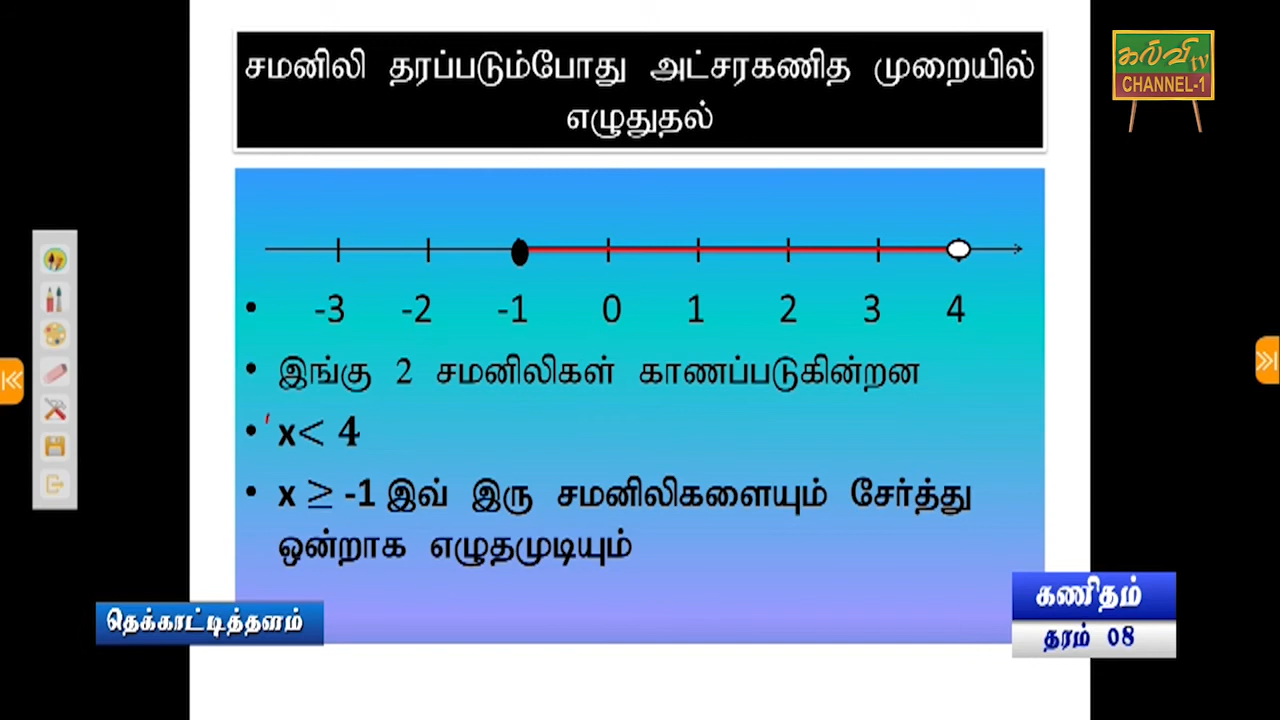 சமனிலி தரப்படும்போது அட்சரகணித முறையில்
எழுதுதல்
கல்வி TV
CHANNEL-1
• -3 -2 -1 0 1 2 3 4
• இங்கு 2 சமனிலிகள் காணப்படுகின்றன
• x< 4
• x ≥ -1 இவ் இரு சமனிலிகளையும் சேர்த்து
ஒன்றாக எழுதமுடியும்
தெக்காட்டித்தளம்
கணிதம்
தரம் 08